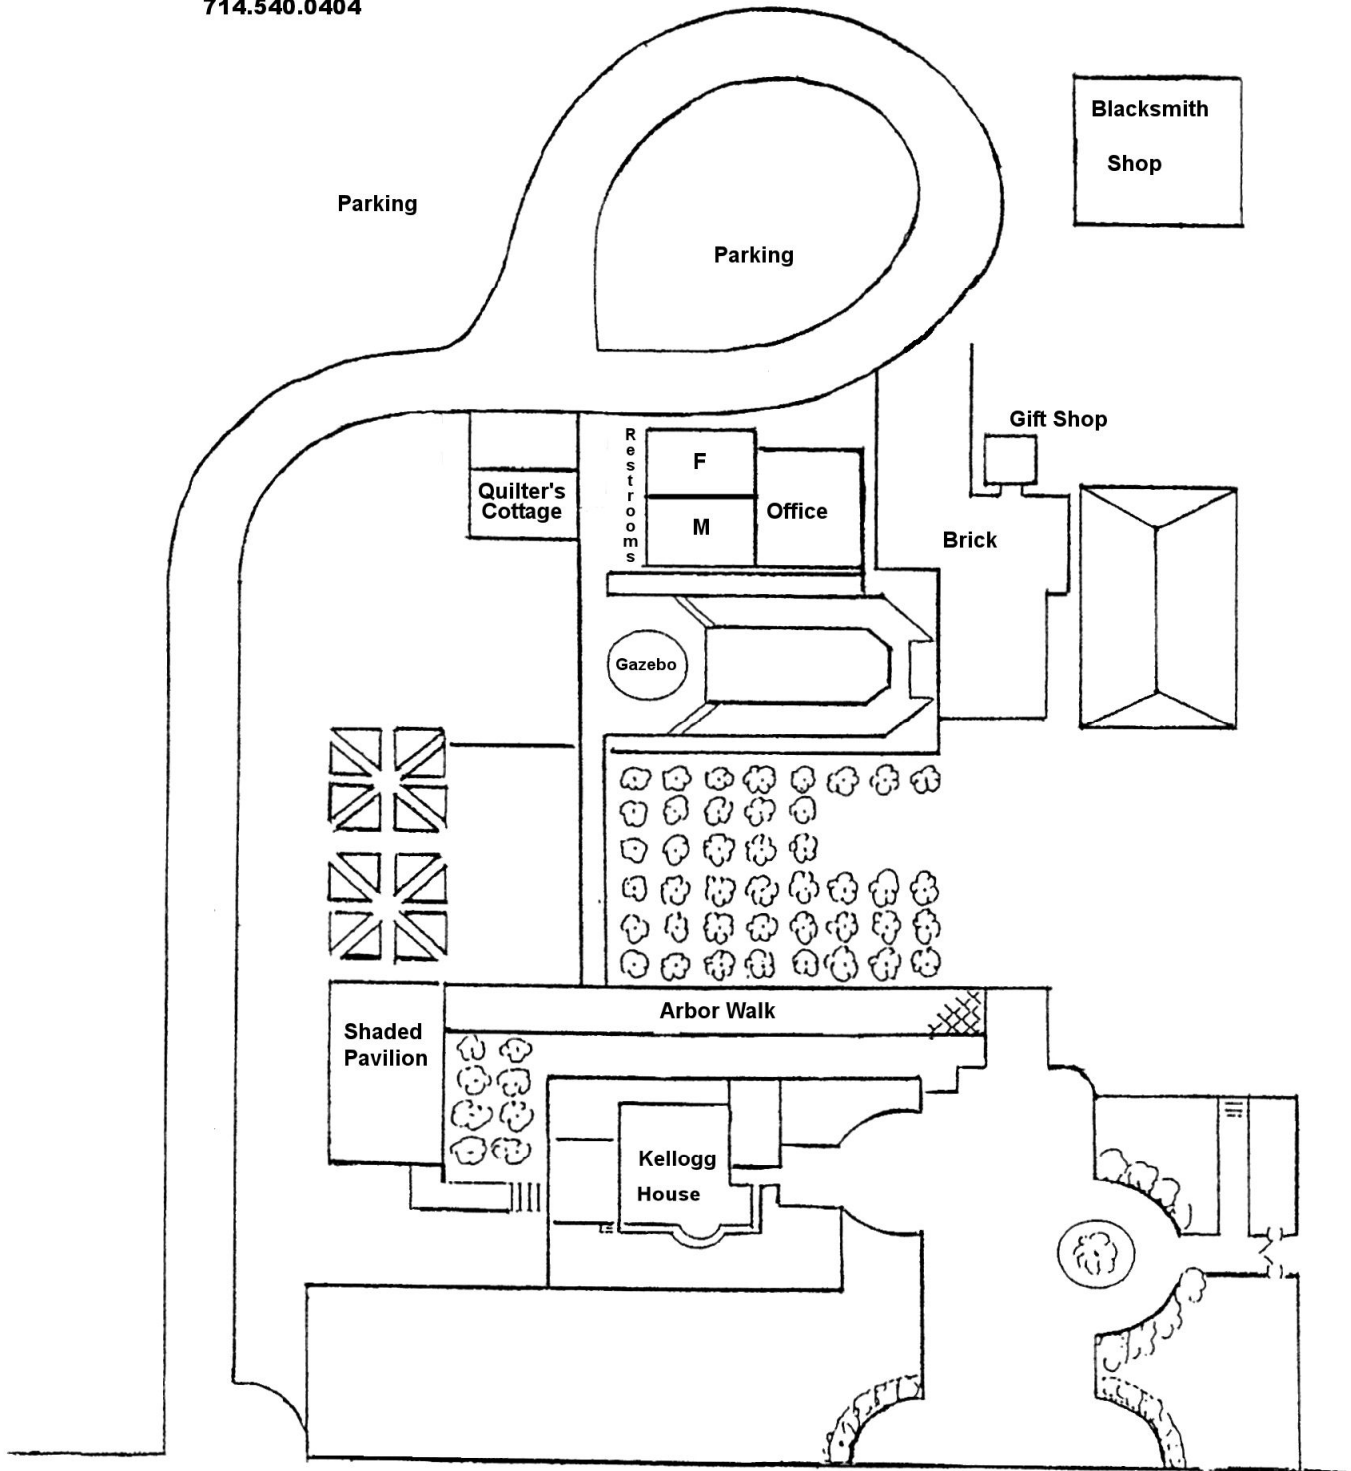 714.540.0404
Blacksmith
Shop
Parking
Parking
Gift Shop
Restrooms
F
Quilter's
Cottage
Office
M
Brick
Gazebo
Arbor Walk
Shaded
Pavilion
Kellogg
House